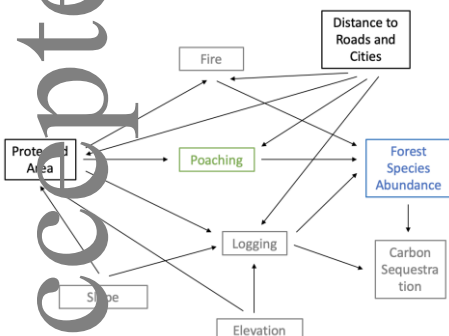 Distance to
Roads and
Cities
Fire
Area
Poaching
Forest
Species
Abundance
Logging
Carbon
Sequestra
tion
Elevation